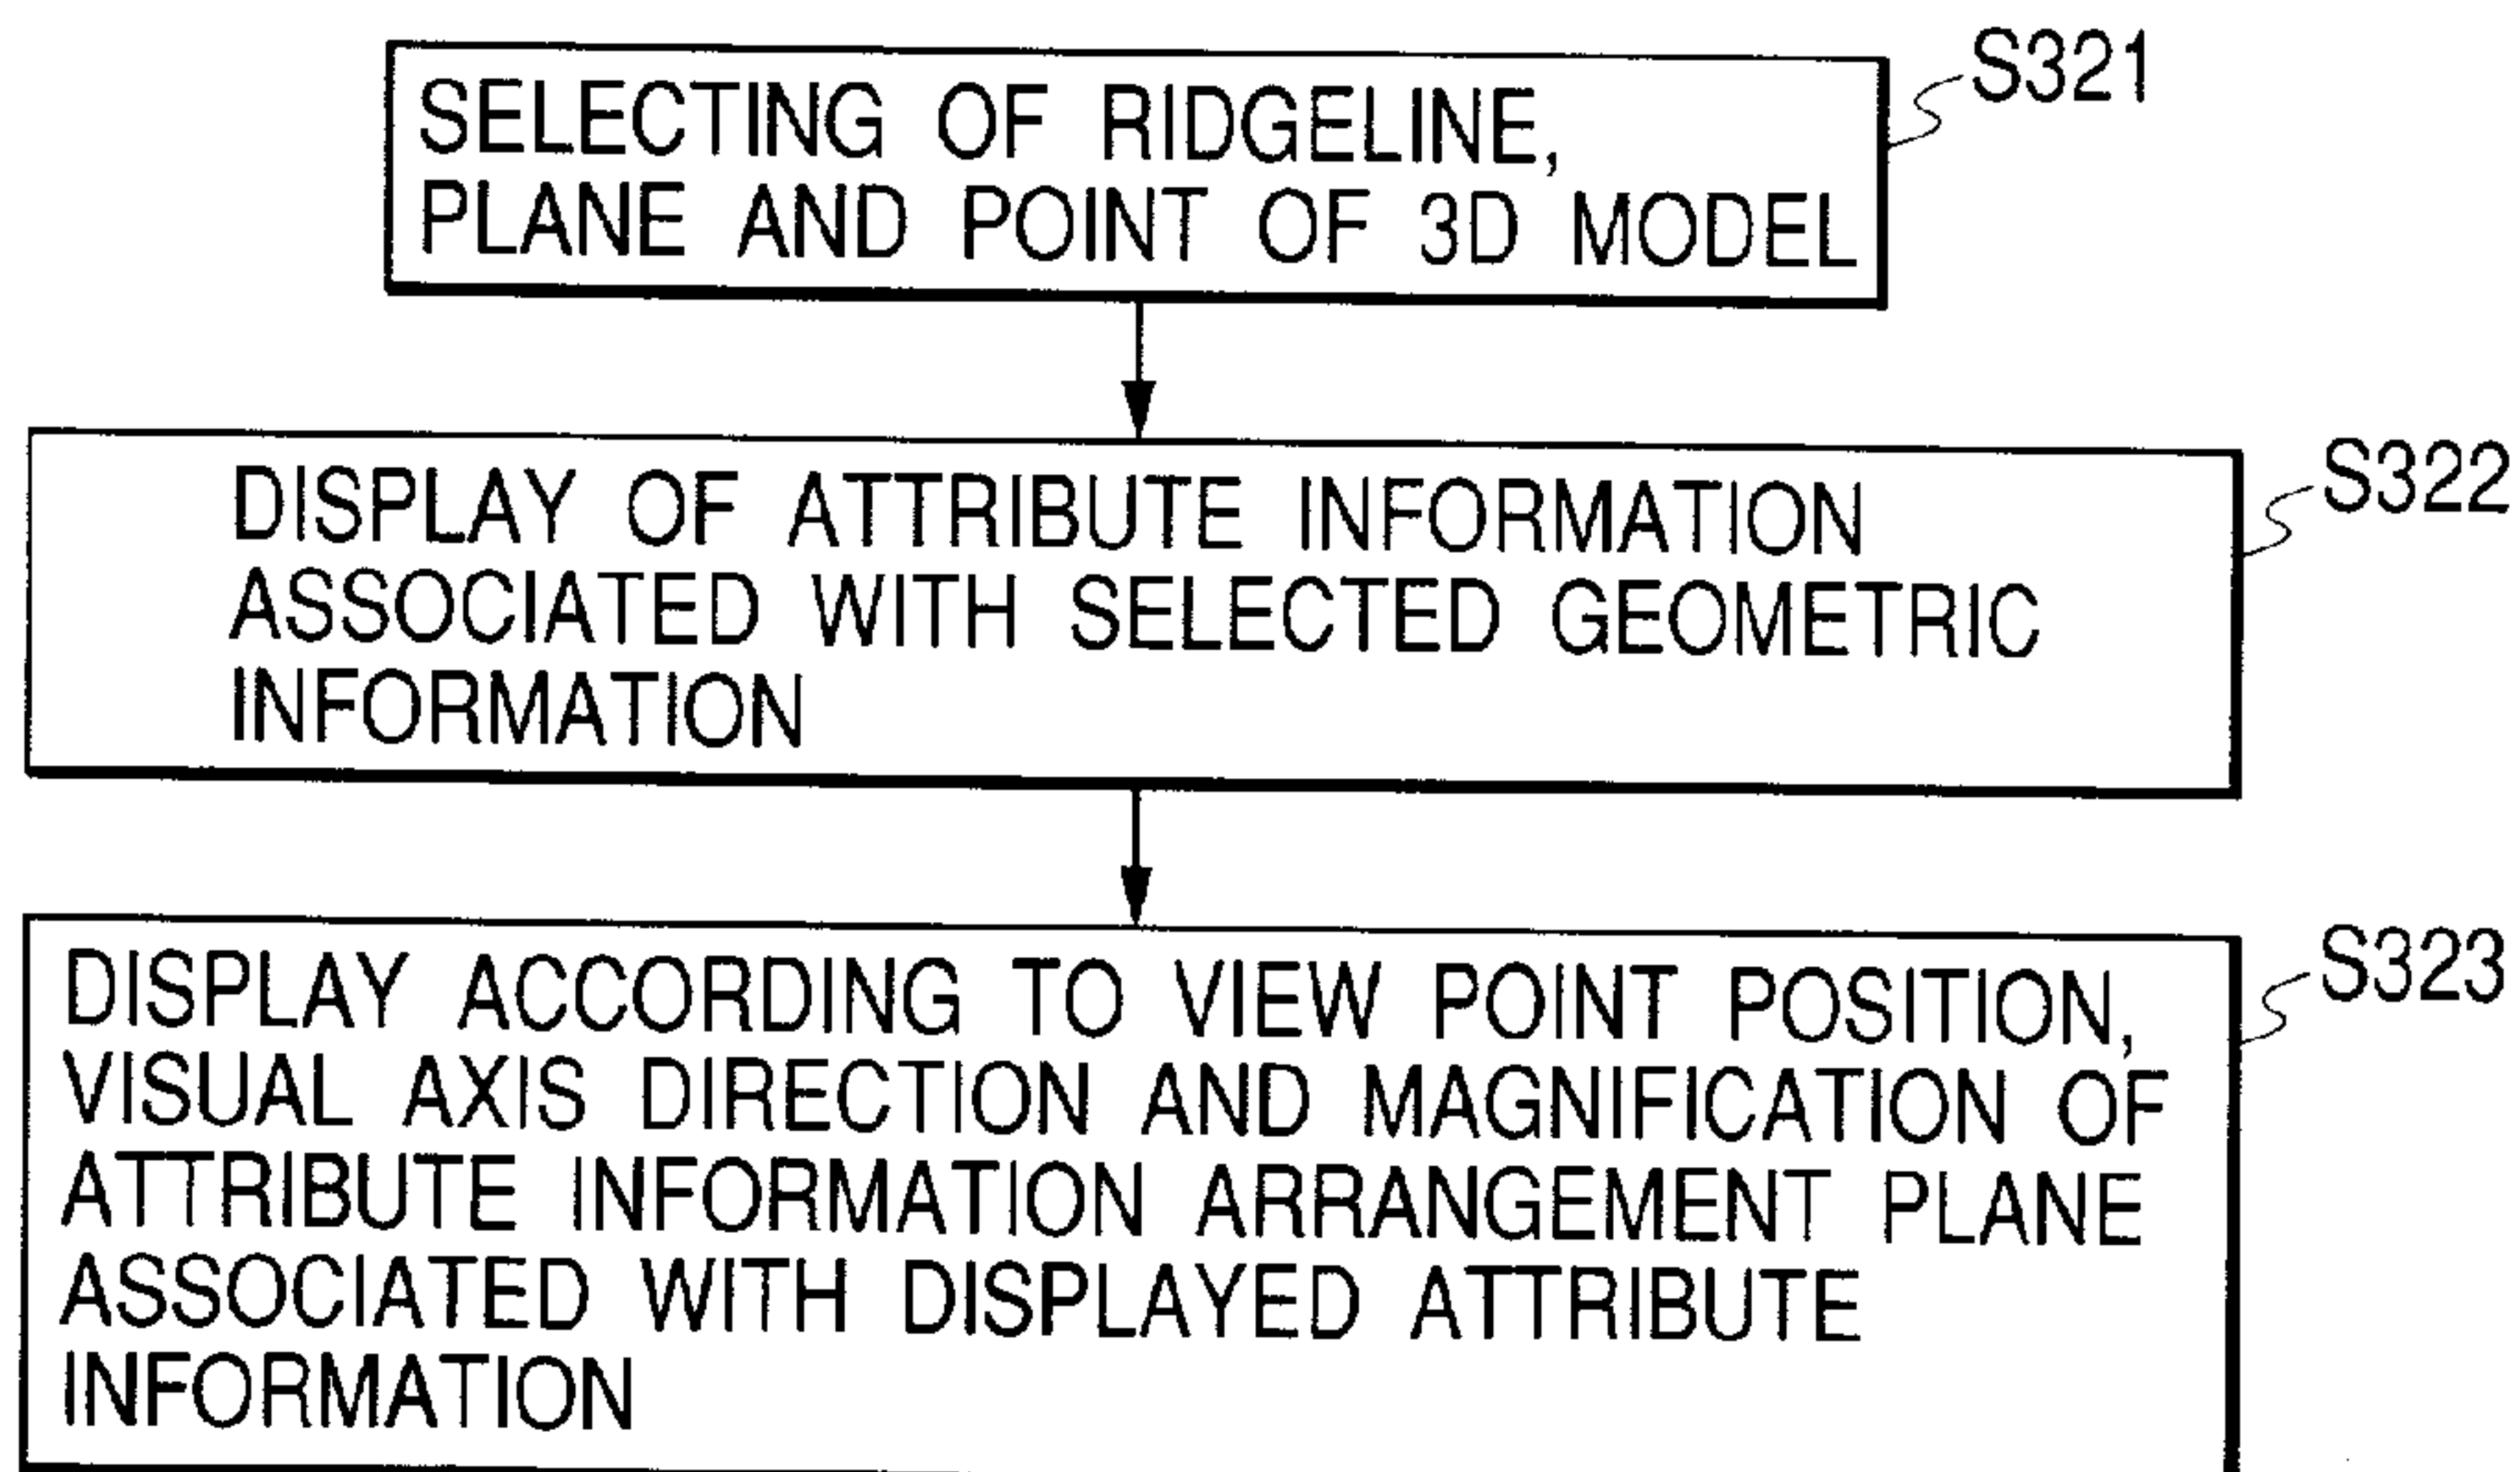 SELECTING OF RIDGELINE,
PLANE AND POINT OF 3D MODEL
S321
DISPLAY OF ATTRIBUTE INFORMATION
ASSOCIATED WITH SELECTED GEOMETRIC
INFORMATION
S322
DISPLAY ACCORDING TO VIEW POINT POSITION,
VISUAL AXIS DIRECTION AND MAGNIFICATION OF
ATTRIBUTE INFORMATION ARRANGEMENT PLANE
ASSOCIATED WITH DISPLAYED ATTRIBUTE
INFORMATION
S323